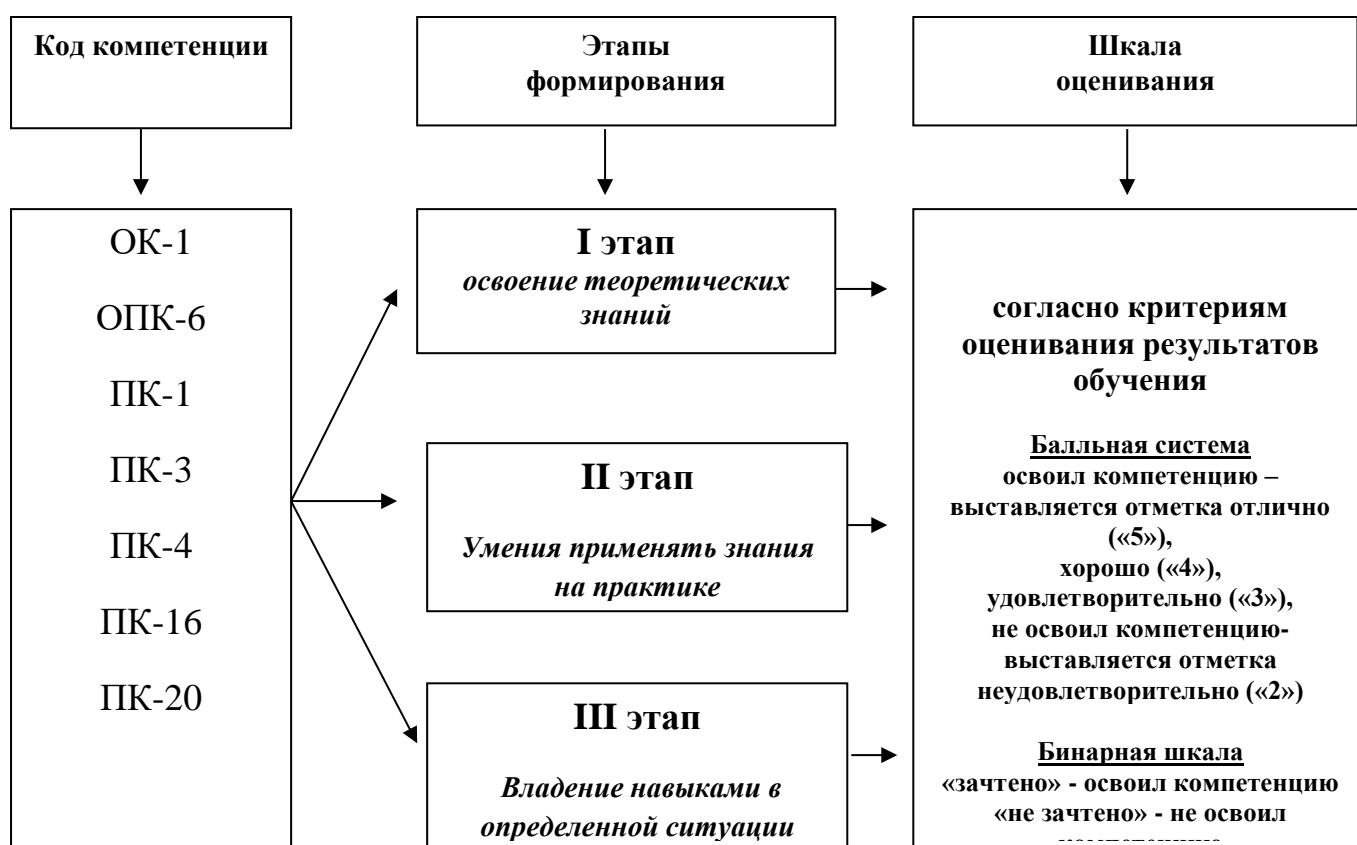 Код компетенции
Этапы
формирования
Шкала
оценивания
ОК-1
ОПК-6
ПК-1
ПК-3
ПК-4
ПК-16
ПК-20
I этап
освоение теоретических
знаний
II этап
Умения применять знания
на практике
III этап
Владение навыками в
определенной ситуации
согласно критериям
оценивания результатов
обучения
Балльная система
освоил компетенцию –
выставляется отметка отлично
(«5»),
хорошо («4»),
удовлетворительно («3»),
не освоил компетенцию-
выставляется отметка
неудовлетворительно («2»)
Бинарная шкала
«зачтено» - освоил компетенцию
«не зачтено» - не освоил